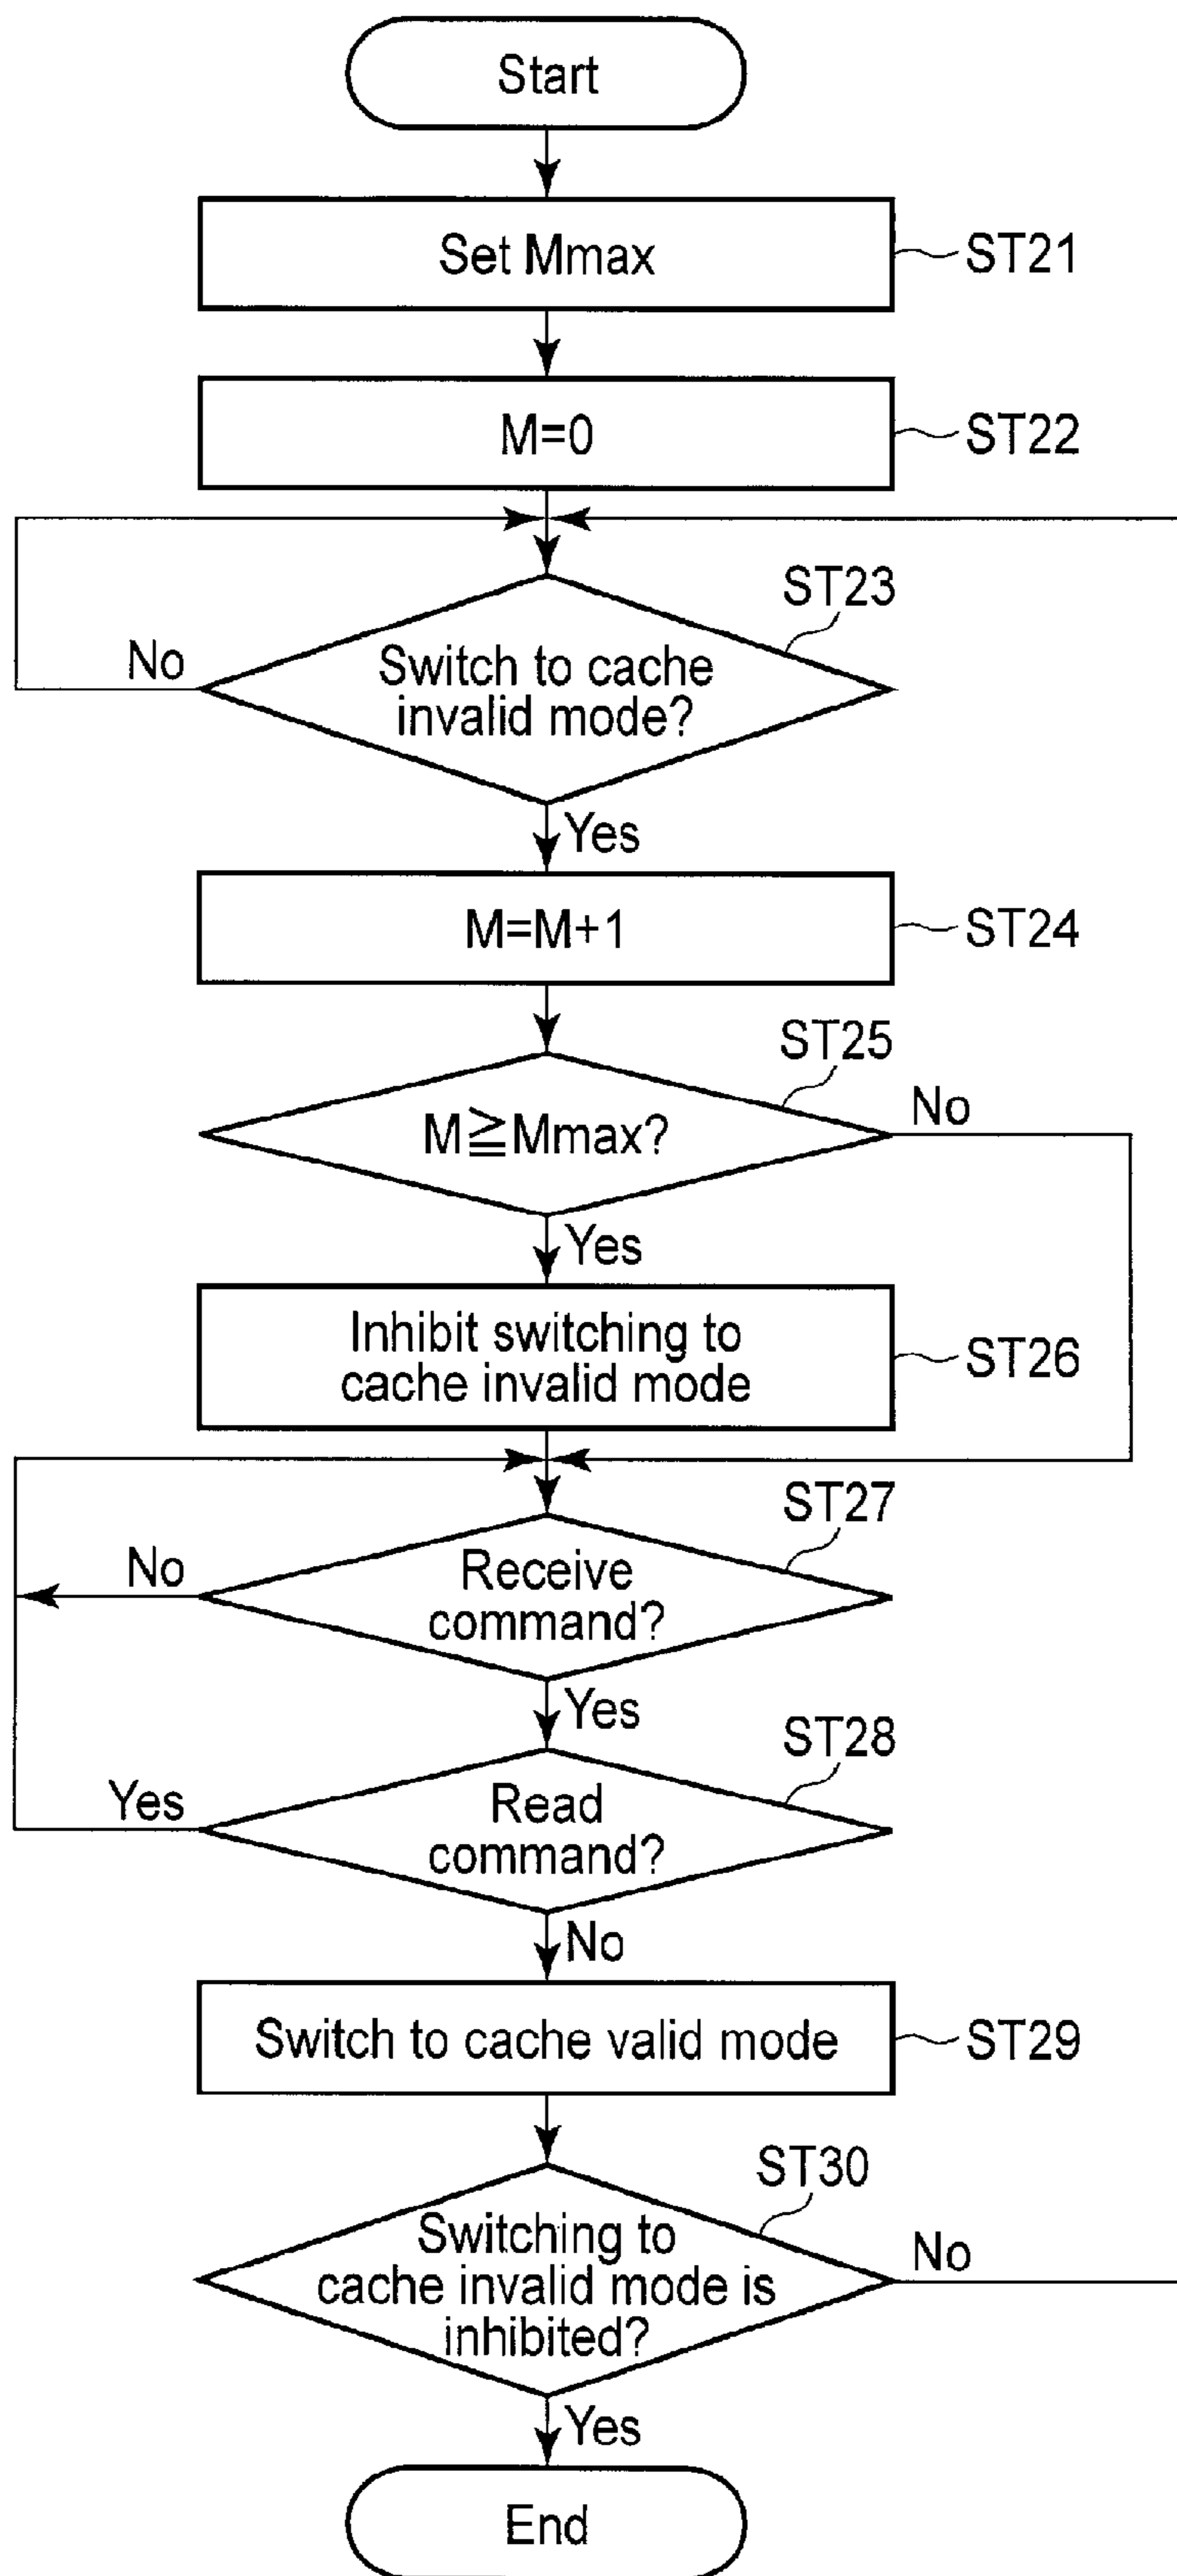 Start
Set Mmax
ST21
M=0
ST22
ST23
No
Switch to cache
invalid mode?
Yes
M=M+1
ST24
ST25
No
M≧Mmax?
Yes
Inhibit switching to
cache invalid mode
ST26
ST27
No
Receive
command?
Yes
ST28
Yes
Read
command?
No
Switch to cache valid mode
ST29
ST30
Switching to
No
cache invalid mode is
inhibited?
Yes
End